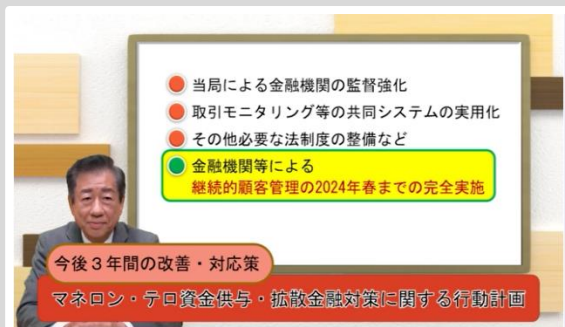 当局による金融機関の監督強化
取引モニタリング等の共同システムの実用化
その他必要な法制度の整備など
金融機関等による
継続的顧客管理の2024年春までの完全実施
今後3年間の改善・対応策
マネロン・テロ資金供与・拡散金融対策に関する行動計画